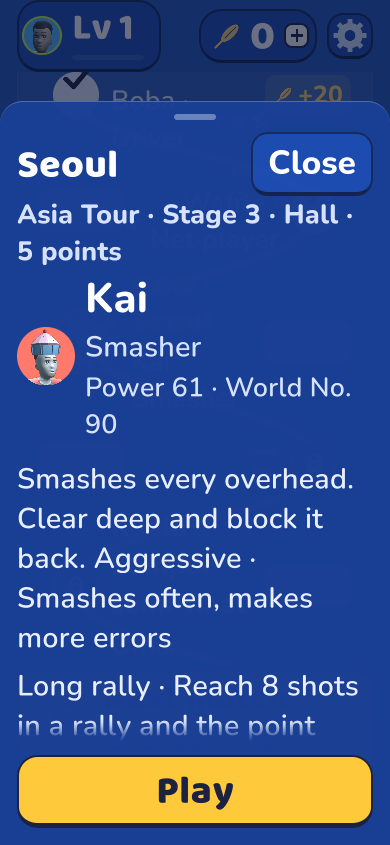 Lv 1
0
Boba ·
+20
Seoul
Close
Asia Tour · Stage 3 · Hall ·
5 points
Kai
Smasher
Power 61 · World No.
90
Smashes every overhead.
Clear deep and block it
back. Aggressive ·
Smashes often, makes
more errors
Long rally · Reach 8 shots
in a rally and the point
Play